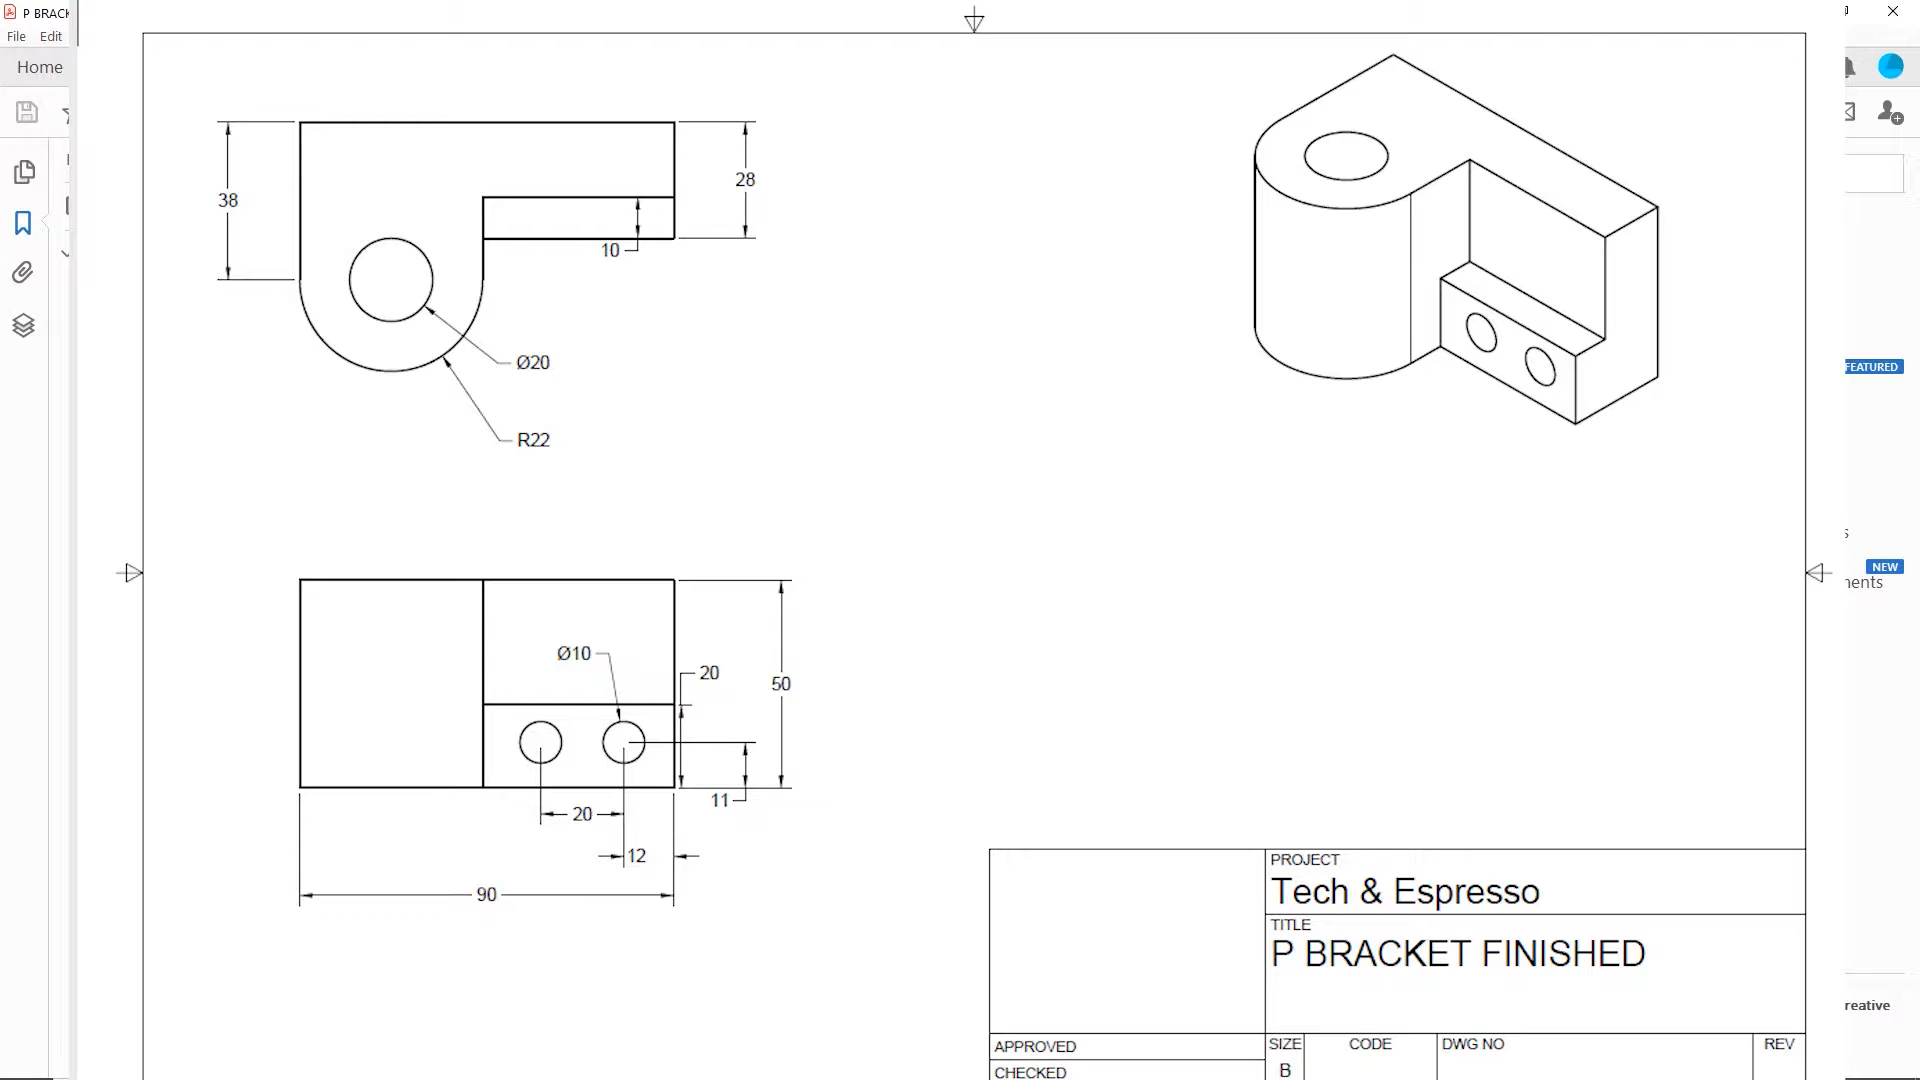 P BRACK
File Edit
Home
38
28
10
Ø20
R22
FEATURED
NEW
Ø10
20
50
11
20
12
90
PROJECT
Tech & Espresso
TITLE
P BRACKET FINISHED
reative
APPROVED
SIZE
CODE
DWG NO
REV
B
CHECKED